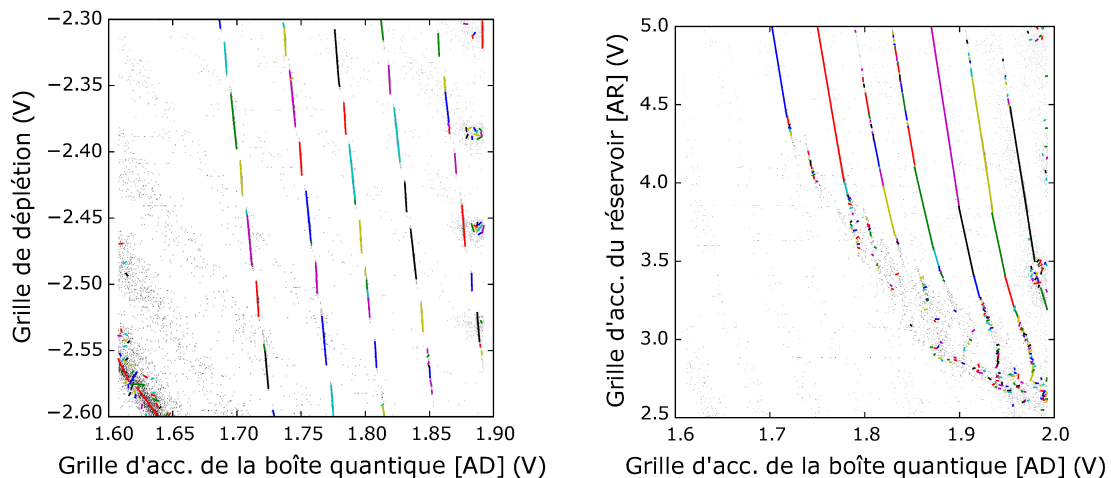 −2.30
−2.35
−2.40
−2.45
−2.50
−2.55
−2.60
Grille de déplétion (V)
1.60 1.65 1.70 1.75 1.80 1.85 1.90
Grille d'acc. de la boîte quantique [AD] (V)
5.0
4.5
4.0
3.5
3.0
2.5
Grille d'acc. du réservoir [AR] (V)
1.6 1.7 1.8 1.9 2.0
Grille d'acc. de la boîte quantique [AD] (V)